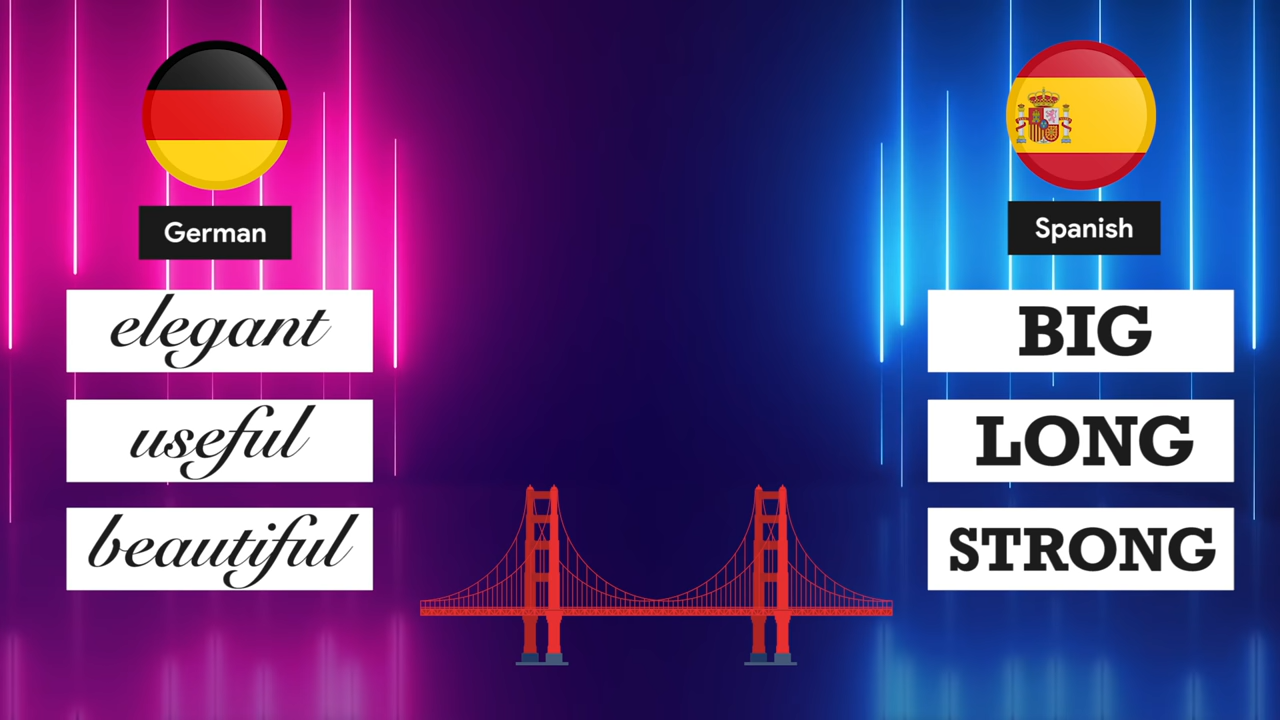 German
elegant
useful
beautiful
Spanish
BIG
LONG
STRONG